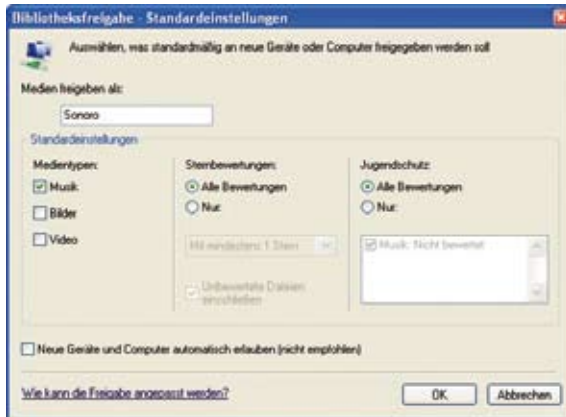 Bibliotheksfreigabe - Standardeinstellungen
Auswählen, was standardmäßig an neue Geräte oder Computer freigegeben werden soll
Medien freigeben als:
Sonoro
Standardeinstellungen
Medientypen:
Musik
Bilder
Video
Sternbewertungen:
Alle Bewertungen
Nur:
Mit mindestens 1 Stern
Unbewertete Dateien
einschließen
Jugendschutz:
Alle Bewertungen
Nur:
Musik: Nicht bewertet
Neue Geräte und Computer automatisch erlauben (nicht empfohlen)
Wie kann die Freigabe angepasst werden?
OK
Abbrechen